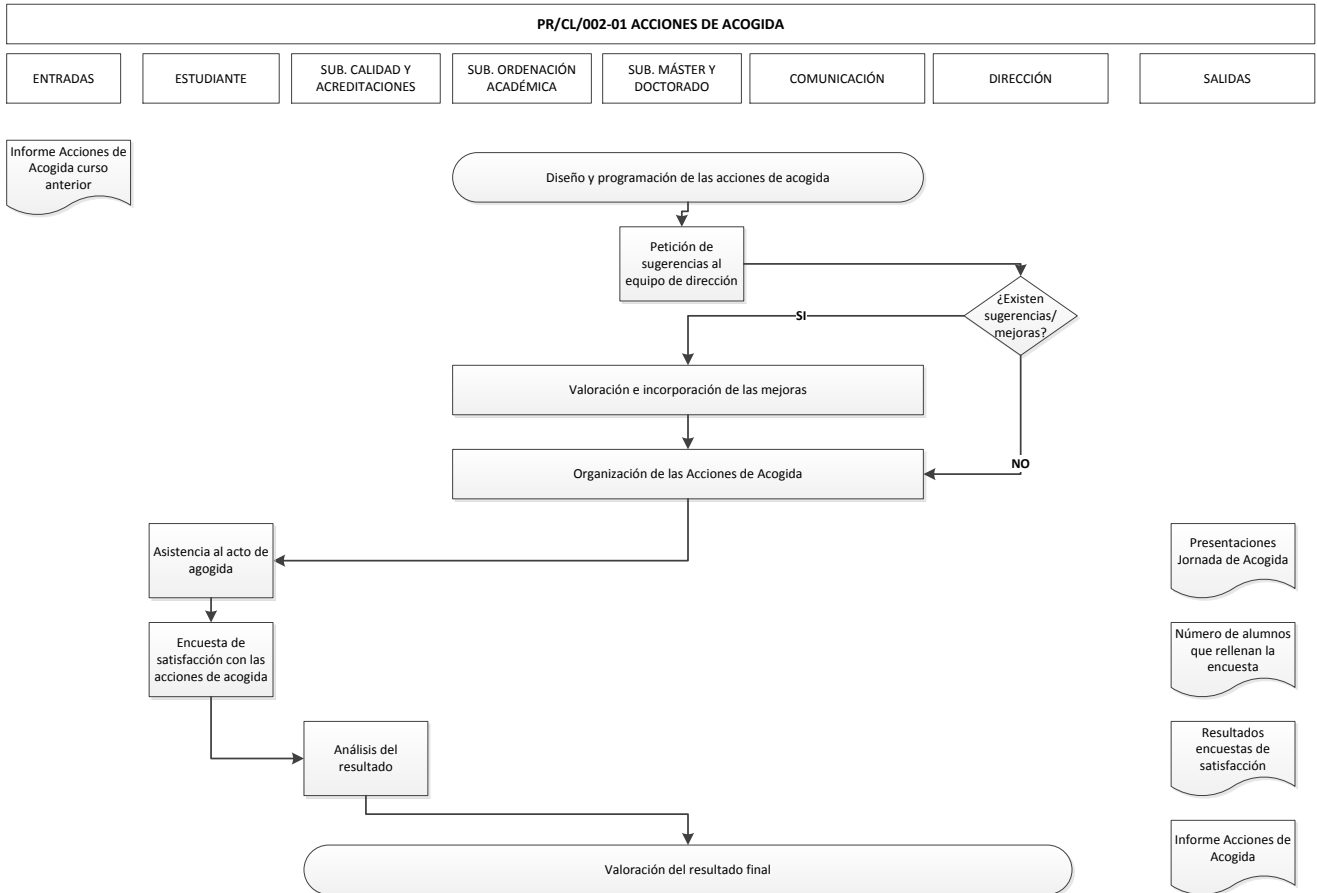 PR/CL/002-01 ACCIONES DE ACOGIDA
ENTRADAS
ESTUDIANTE
SUB. CALIDAD Y
ACREDITACIONES
SUB. ORDENACIÓN
ACADÉMICA
SUB. MÁSTER Y
DOCTORADO
COMUNICACIÓN
DIRECCIÓN
SALIDAS
Informe Acciones de
Acogida curso
anterior
Diseño y programación de las acciones de acogida
Petición de
sugerencias al
equipo de dirección
¿Existen
sugerencias/
mejoras?
SI
Valoración e incorporación de las mejoras
NO
Organización de las Acciones de Acogida
Asistencia al acto de
agogida
Presentaciones
Jornada de Acogida
Encuesta de
satisfacción con las
acciones de acogida
Número de alumnos
que rellenan la
encuesta
Análisis del
resultado
Resultados
encuestas de
satisfacción
Informe Acciones de
Acogida
Valoración del resultado final